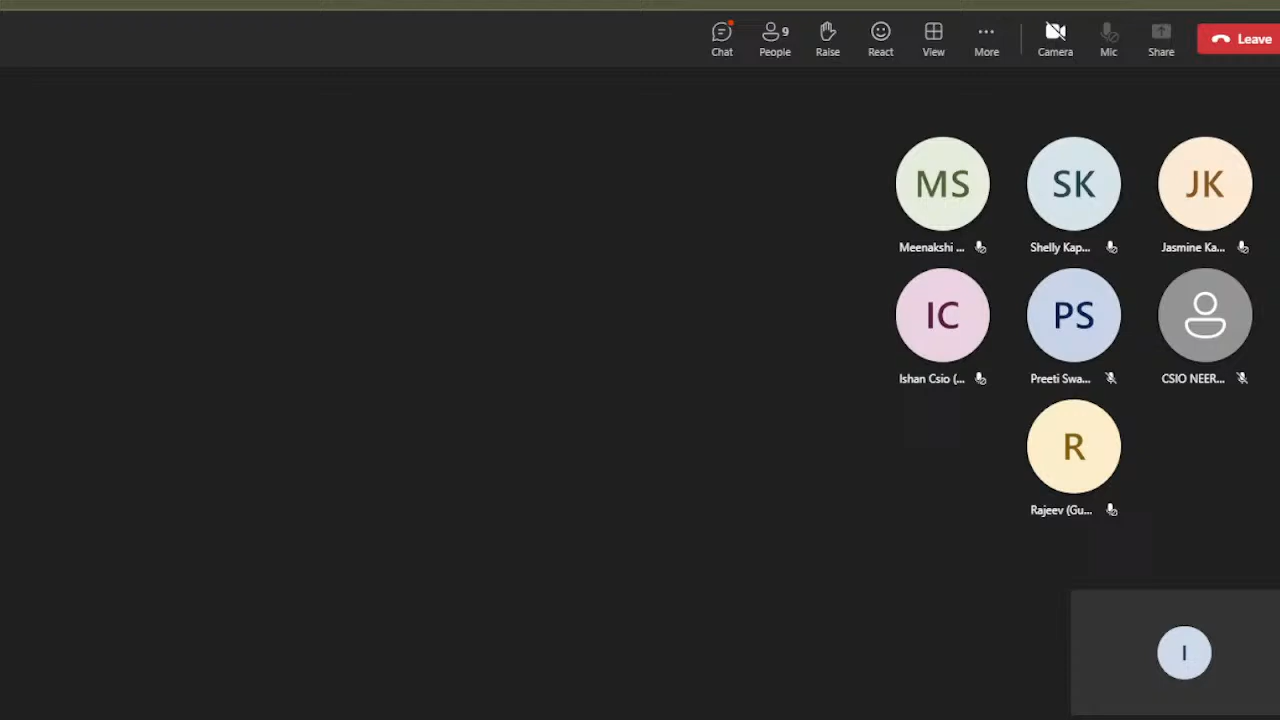 9
Chat People Raise React View More Camera Mic Share Leave
MS SK JK
Meenakshi ... Shelly Kap... Jasmine Ka...
IC PS
Ishan Csio (... Preeti Swa... CSIO NEER...
R
Rajeev (Gu...
I